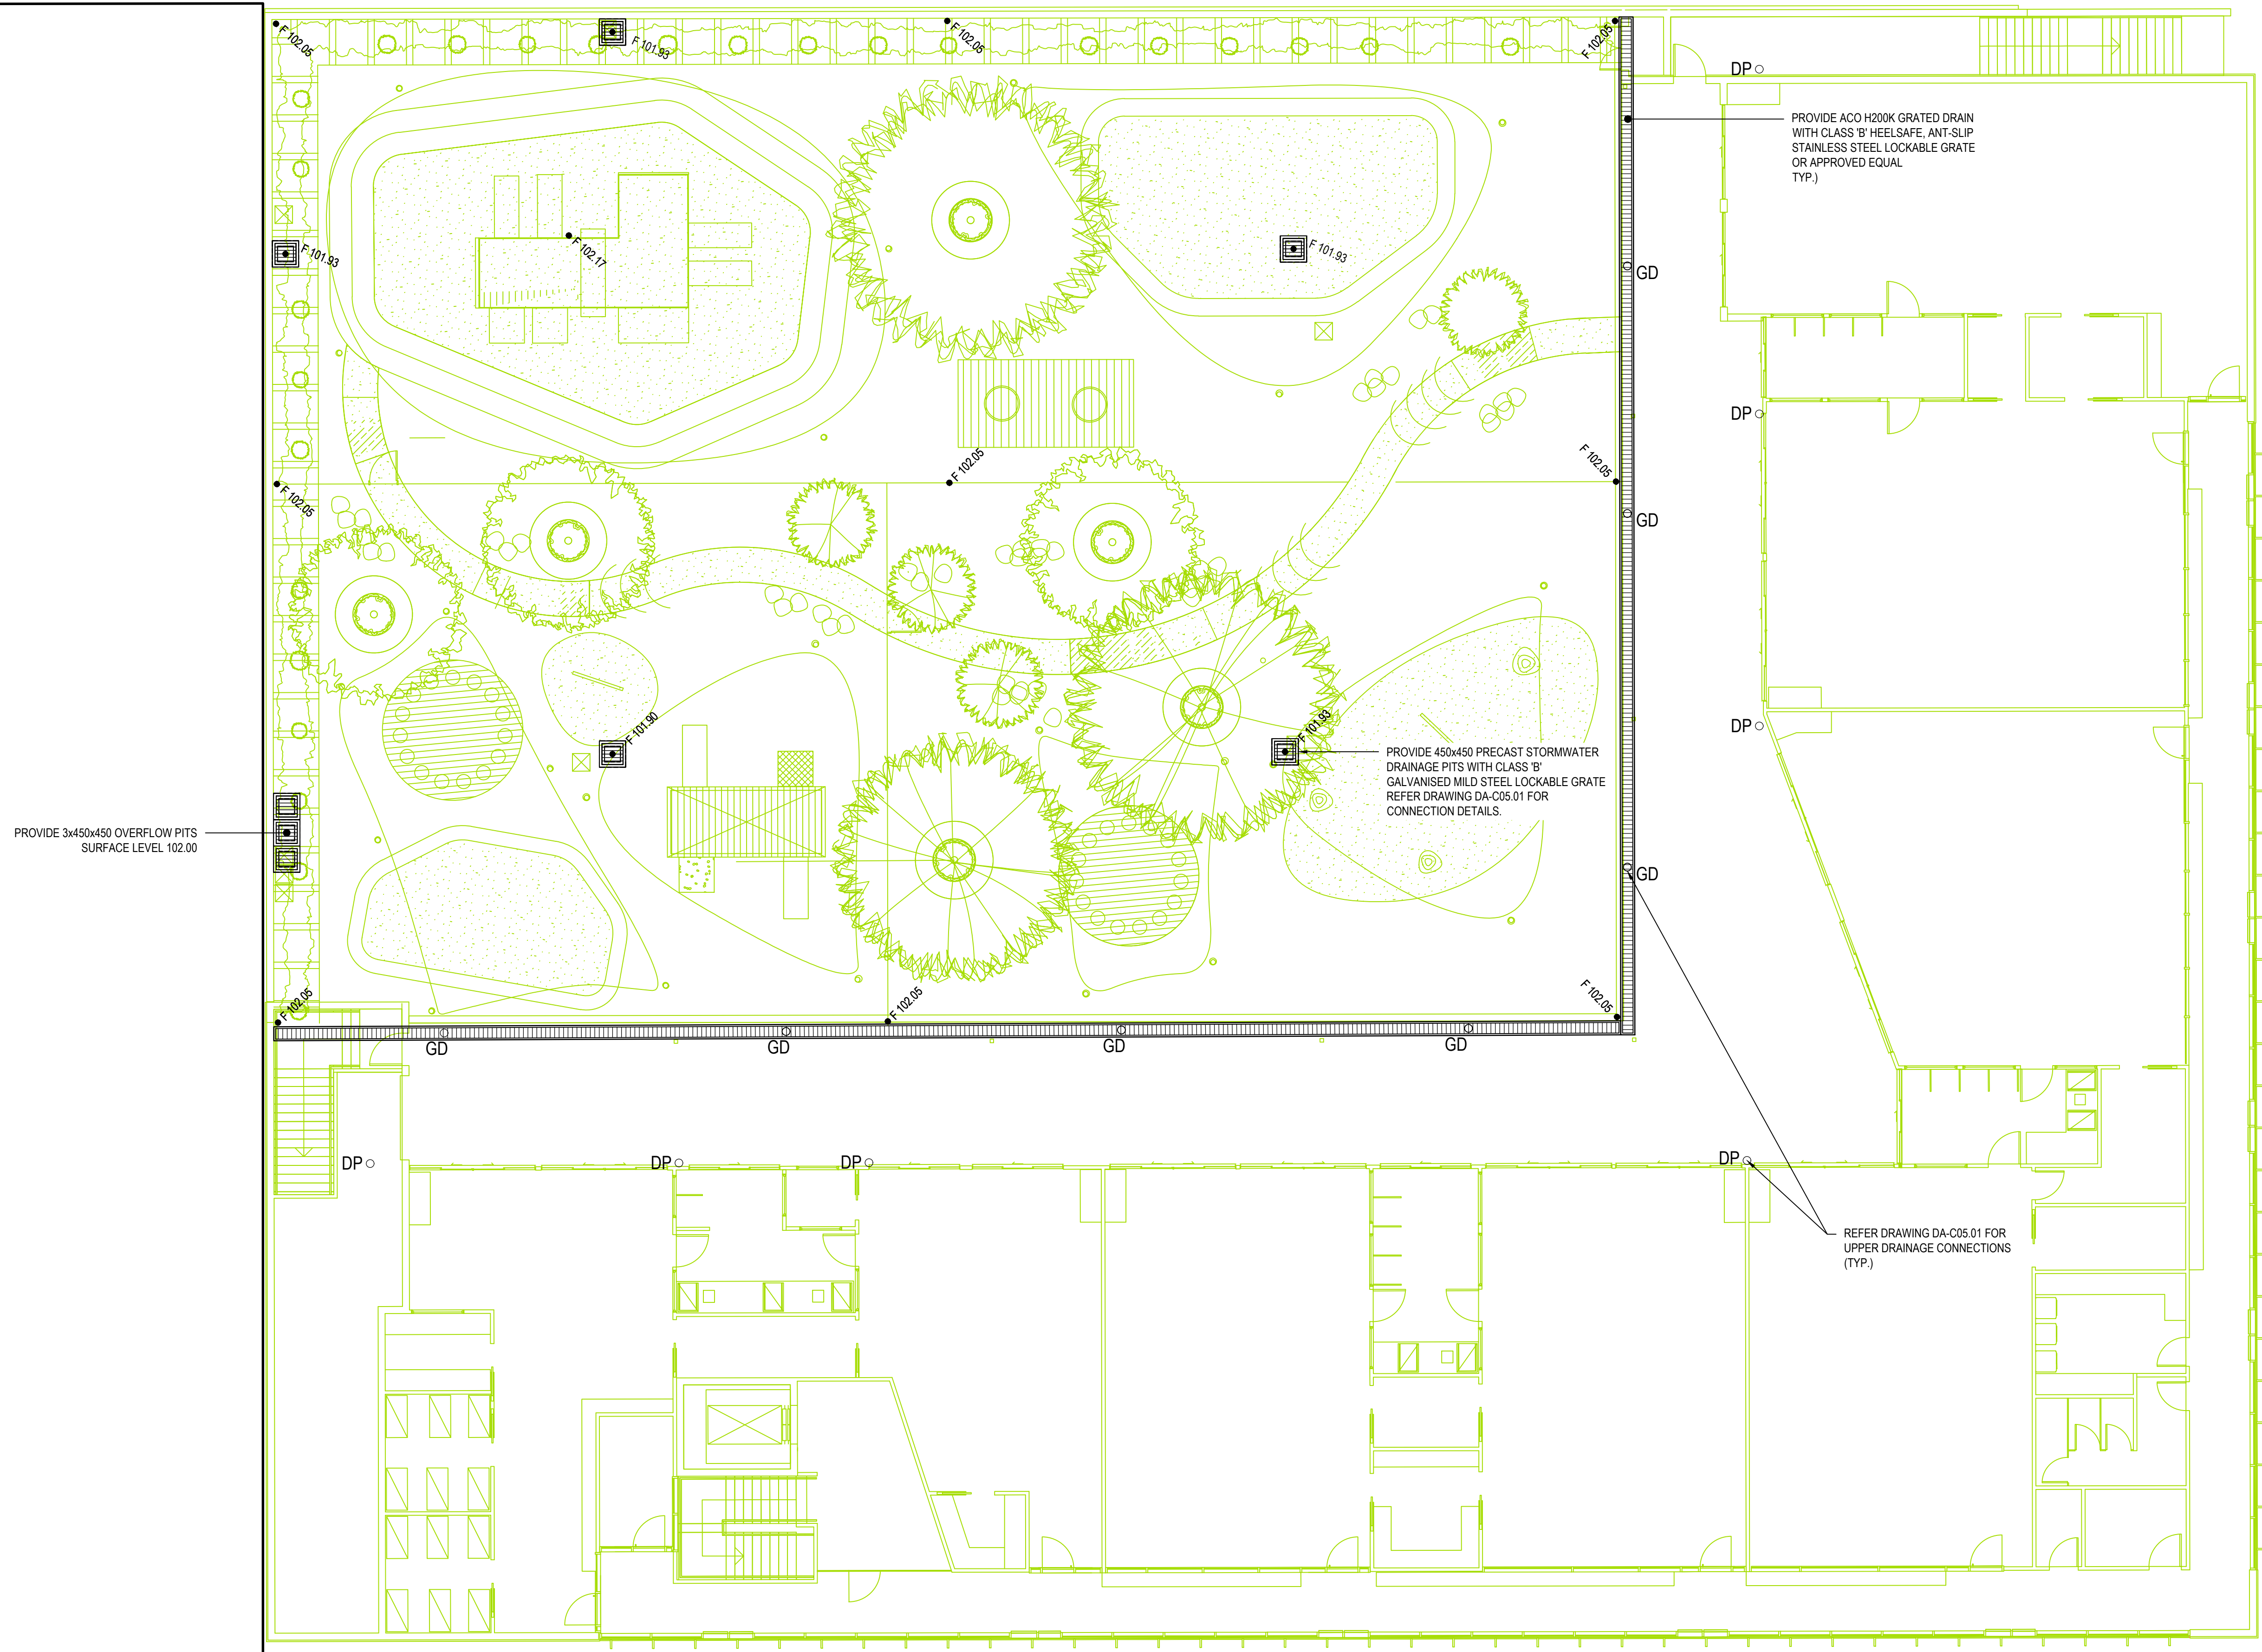 F 102.05
F 101.93
F 102.05
F 102.05
DP
PROVIDE ACO H200K GRATED DRAIN
WITH CLASS 'B' HEELSAFE, ANT-SLIP
STAINLESS STEEL LOCKABLE GRATE
OR APPROVED EQUAL
TYP.)
F 101.93
F 102.17
F 101.93
GD
DP
F 102.05
F 102.05
F 102.05
GD
F 101.90
F 101.93
DP
PROVIDE 450x450 PRECAST STORMWATER
DRAINAGE PITS WITH CLASS 'B'
GALVANISED MILD STEEL LOCKABLE GRATE
REFER DRAWING DA-C05.01 FOR
CONNECTION DETAILS.
PROVIDE 3x450x450 OVERFLOW PITS
SURFACE LEVEL 102.00
GD
F 102.05
F 102.05
F 102.05
GD
GD
GD
GD
DP
DP
DP
DP
REFER DRAWING DA-C05.01 FOR
UPPER DRAINAGE CONNECTIONS
(TYP.)